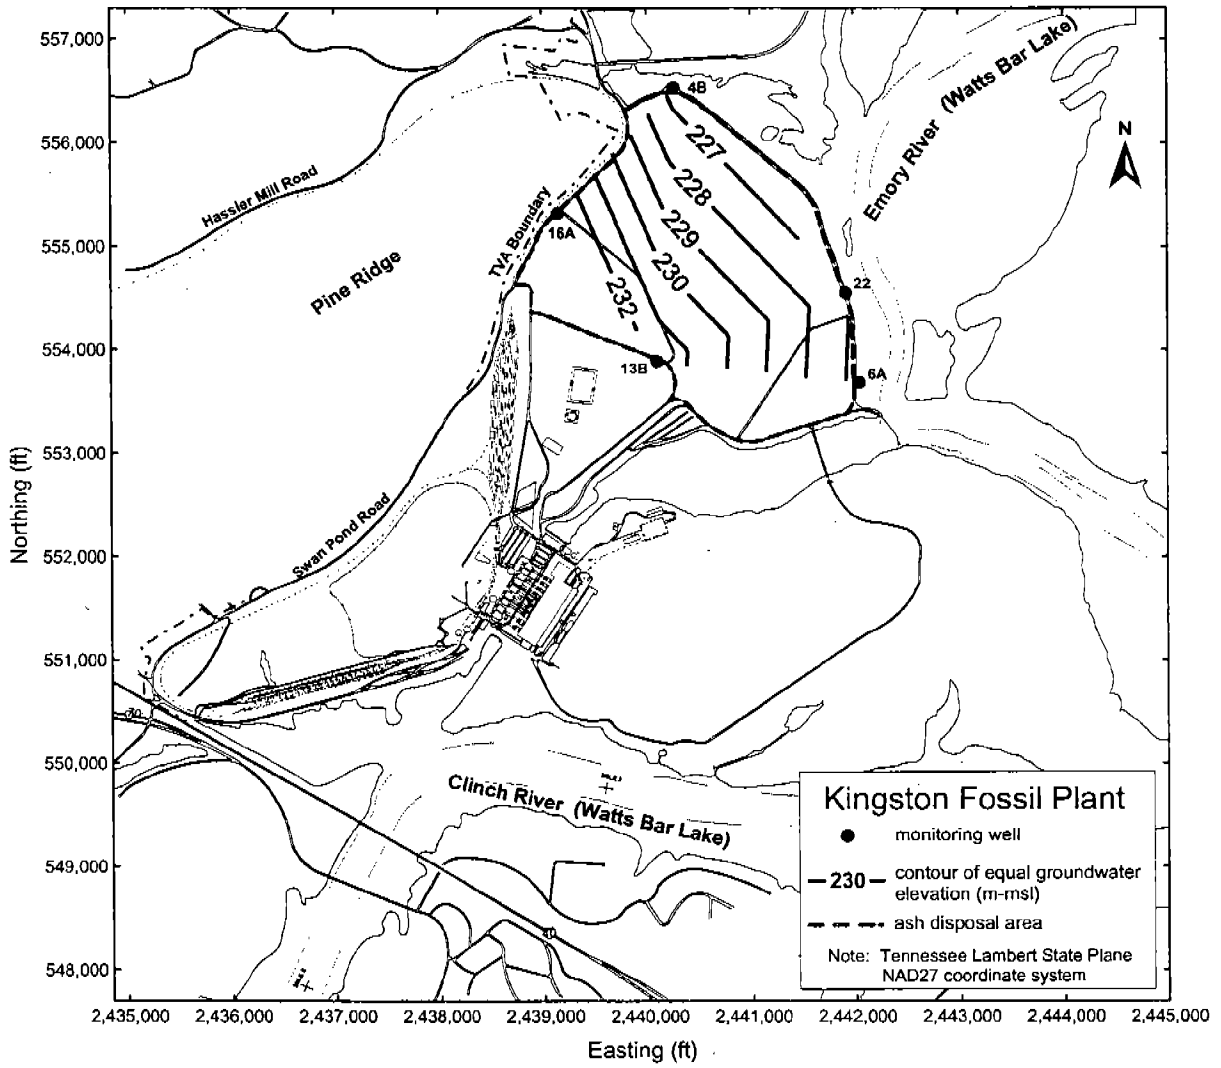 557,000
556,000
555,000
554,000
553,000
552,000
551,000
550,000
549,000
548,000
Northing (ft)
4B
227
Emory River (Watts Bar Lake)
N
Hassler Mill Road
228
TVA Boundary
16A
229
Pine Ridge
230
232
22
13B
6A
Swan Pond Road
70
Clinch River (Watts Bar Lake)
Kingston Fossil Plant
monitoring well
230
contour of equal groundwater
elevation (m-msl)
ash disposal area
Note: Tennessee Lambert State Plane
NAD27 coordinate system
2,435,000
2,436,000
2,437,000
2,438,000
2,439,000
2,440,000
2,441,000
2,442,000
2,443,000
2,444,000
2,445,000
Easting (ft)